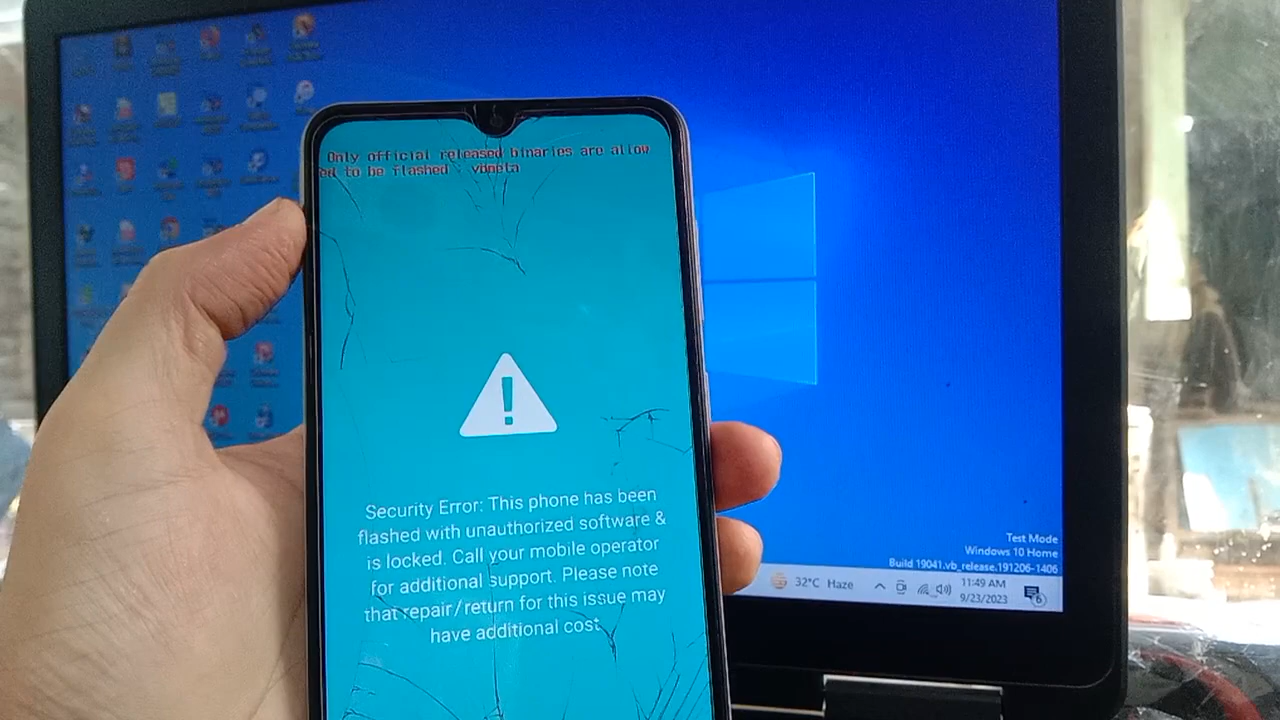 Only official released binaries are allow
ed to be flashed vbmeta
Security Error: This phone has been
flashed with unauthorized software &
is locked. Call your mobile operator
for additional support. Please note
that repair/return for this issue may
have additional cost
Test Mode
Windows 10 Home
Build 19041.vb_release.191206-1406
32°C Haze
11:49 AM
9/23/2023
6